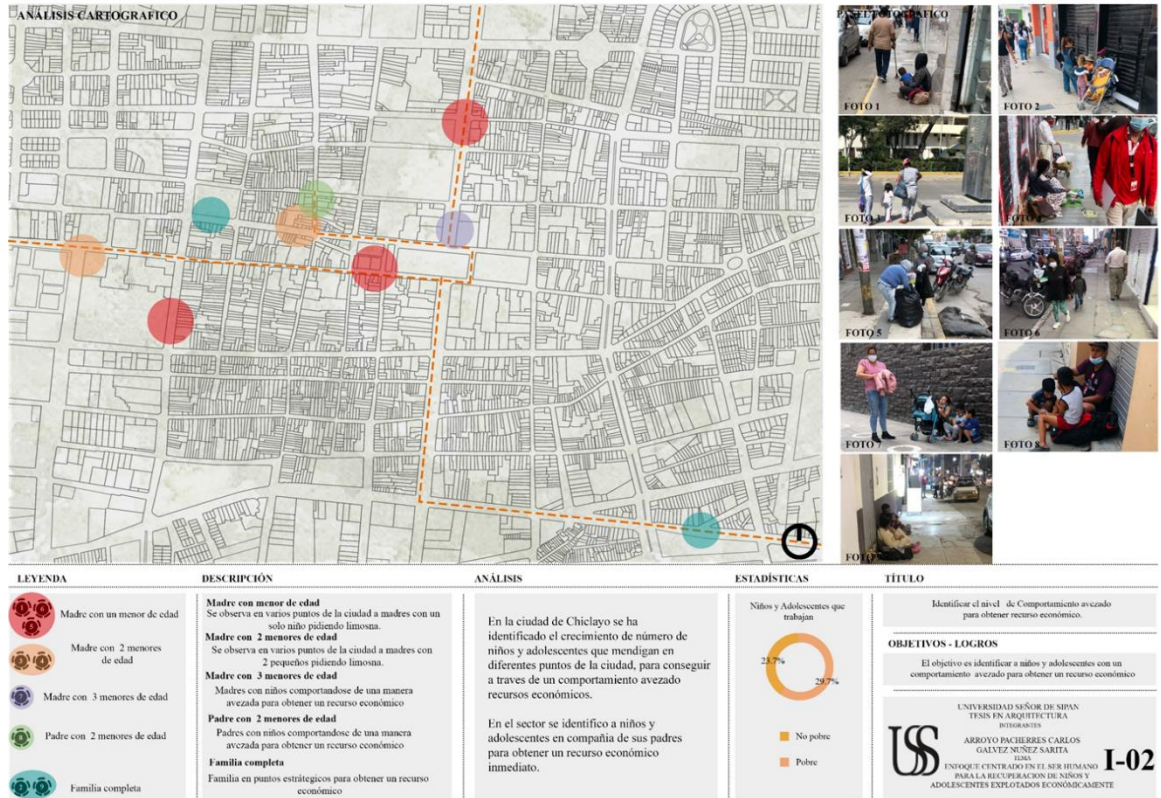 ANÁLISIS CARTOGRAFICO
FOTO 1
FOTO 2
FOTO 5
FOTO 6
FOTO 7
FOTO 8
LEYENDA
Madre con un menor de edad
Madre con 2 menores
de edad
Madre con 3 menores de edad
Padre con 2 menores de edad
Familia completa
DESCRIPCIÓN
Madre con menor de edad
Se observa en varios puntos de la ciudad a madres con un
solo niño pidiendo limosna.
Madre con 2 menores de edad
Se observa en varios puntos de la ciudad a madres con
2 pequeños pidiendo limosna.
Madre con 3 menores de edad
Madres con niños comportandose de una manera
avezada para obtener un recurso económico
Padre con 2 menores de edad
Padres con niños comportandose de una manera
avezada para obtener un recurso económico
Familia completa
Familia en puntos estrátegicos para obtener un recurso
económico
ANÁLISIS
En la ciudad de Chiclayo se ha
identificado el crecimiento de número de
niños y adolescentes que mendigan en
diferentes puntos de la ciudad, para conseguir
a traves de un comportamiento avezado
recursos económicos.
En el sector se identifico a niños y
adolescentes en compañia de sus padres
para obtener un recurso económico
inmediato.
ESTADÍSTICAS
Niños y Adolescentes que
trabajan
23.7%
29.7%
No pobre
Pobre
TÍTULO
Identificar el nivel de Comportamiento avezado
para obtener recurso económico.
OBJETIVOS - LOGROS
El objectivo es identificar a niños y adolescentes con un
comportamiento avezado para obtener un recurso económico
USS
UNIVERSIDAD SEÑOR DE SIPAN
TESIS EN ARQUITECTURA
INTEGRANTES
ARROYO PACHERRES CARLOS
GALVEZ NUÑEZ SARITA
TEMA
ENFOQUE CENTRADO EN EL SER HUMANO
PARA LA RECUPERACION DE NIÑOS Y
ADOLESCENTES EXPLOTADOS ECONÓMICAMENTE
I-02